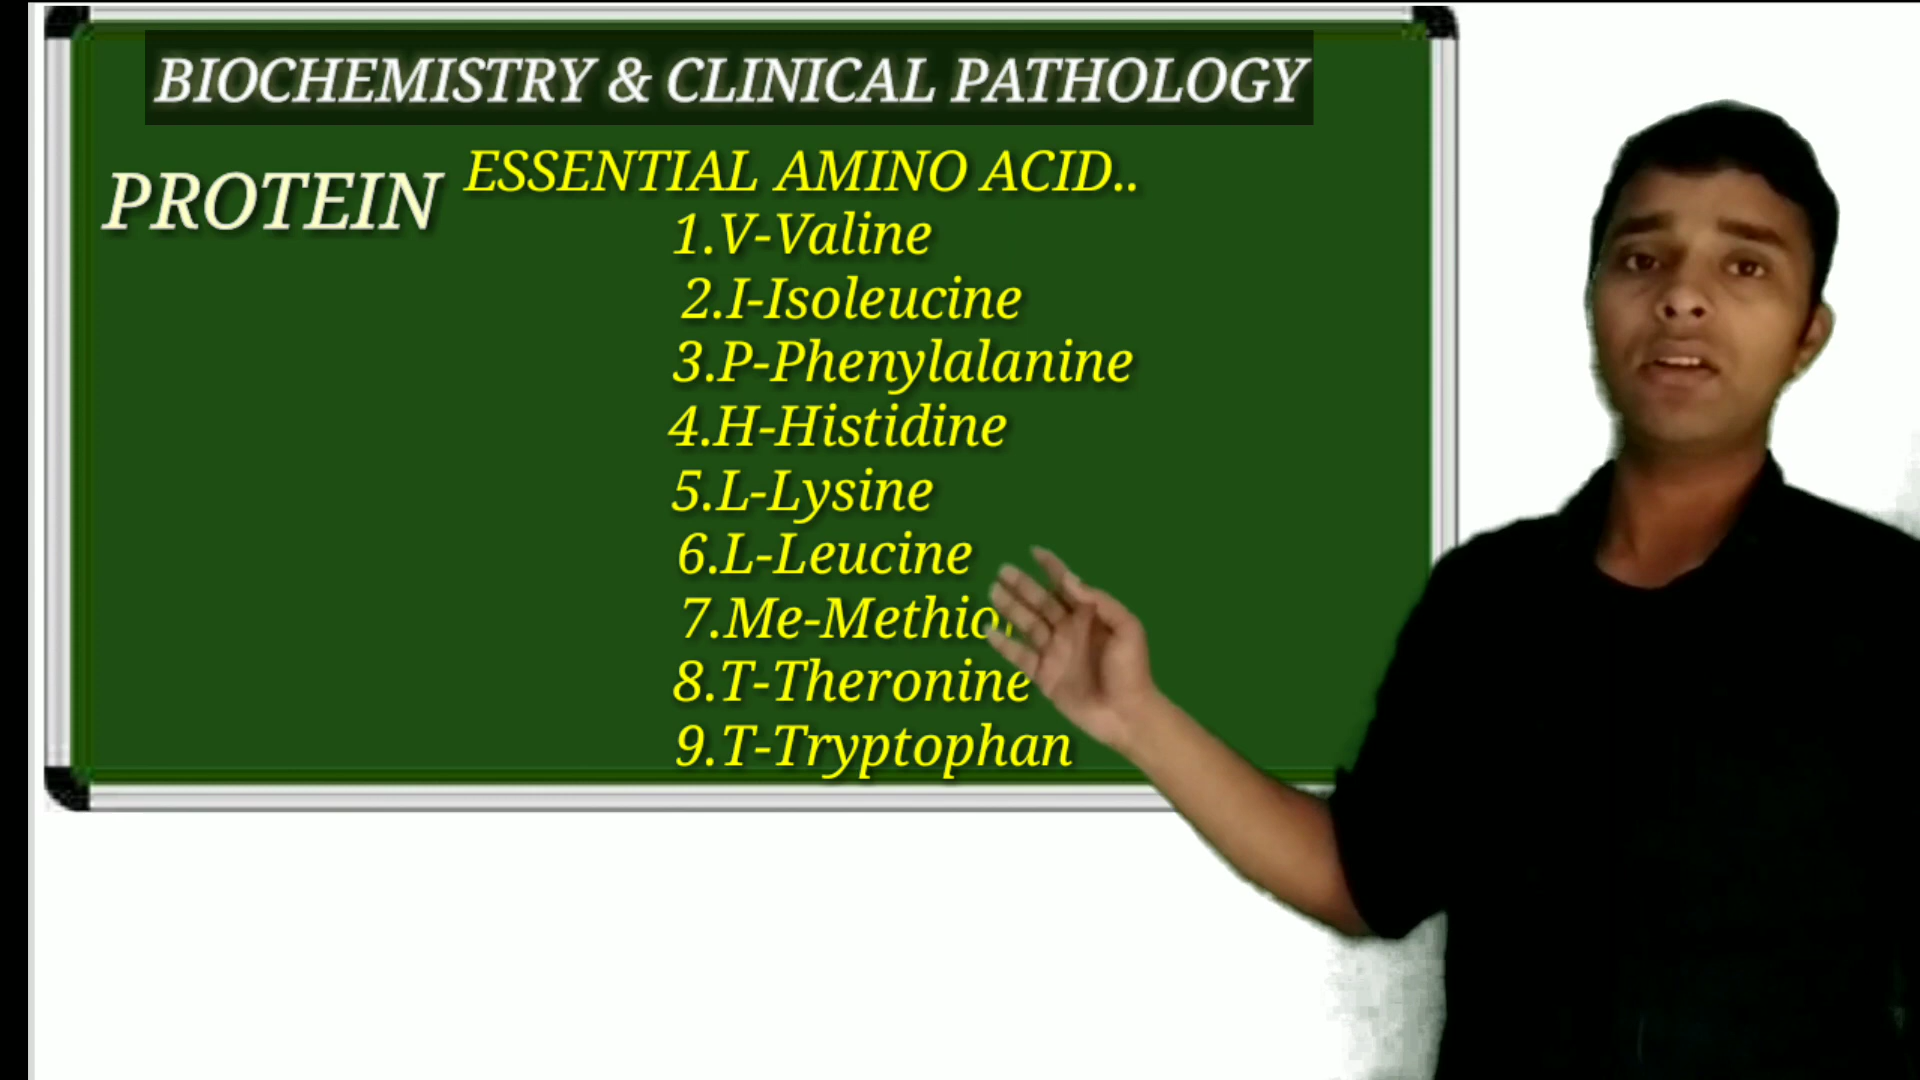 BIOCHEMISTRY & CLINICAL PATHOLOGY
PROTEIN
ESSENTIAL AMINO ACID..
1.V-Valine
2.I-Isoleucine
3.P-Phenylalanine
4.H-Histidine
5.L-Lysine
6.L-Leucine
7.Me-Methio
8.T-Theronine
9.T-Tryptophan